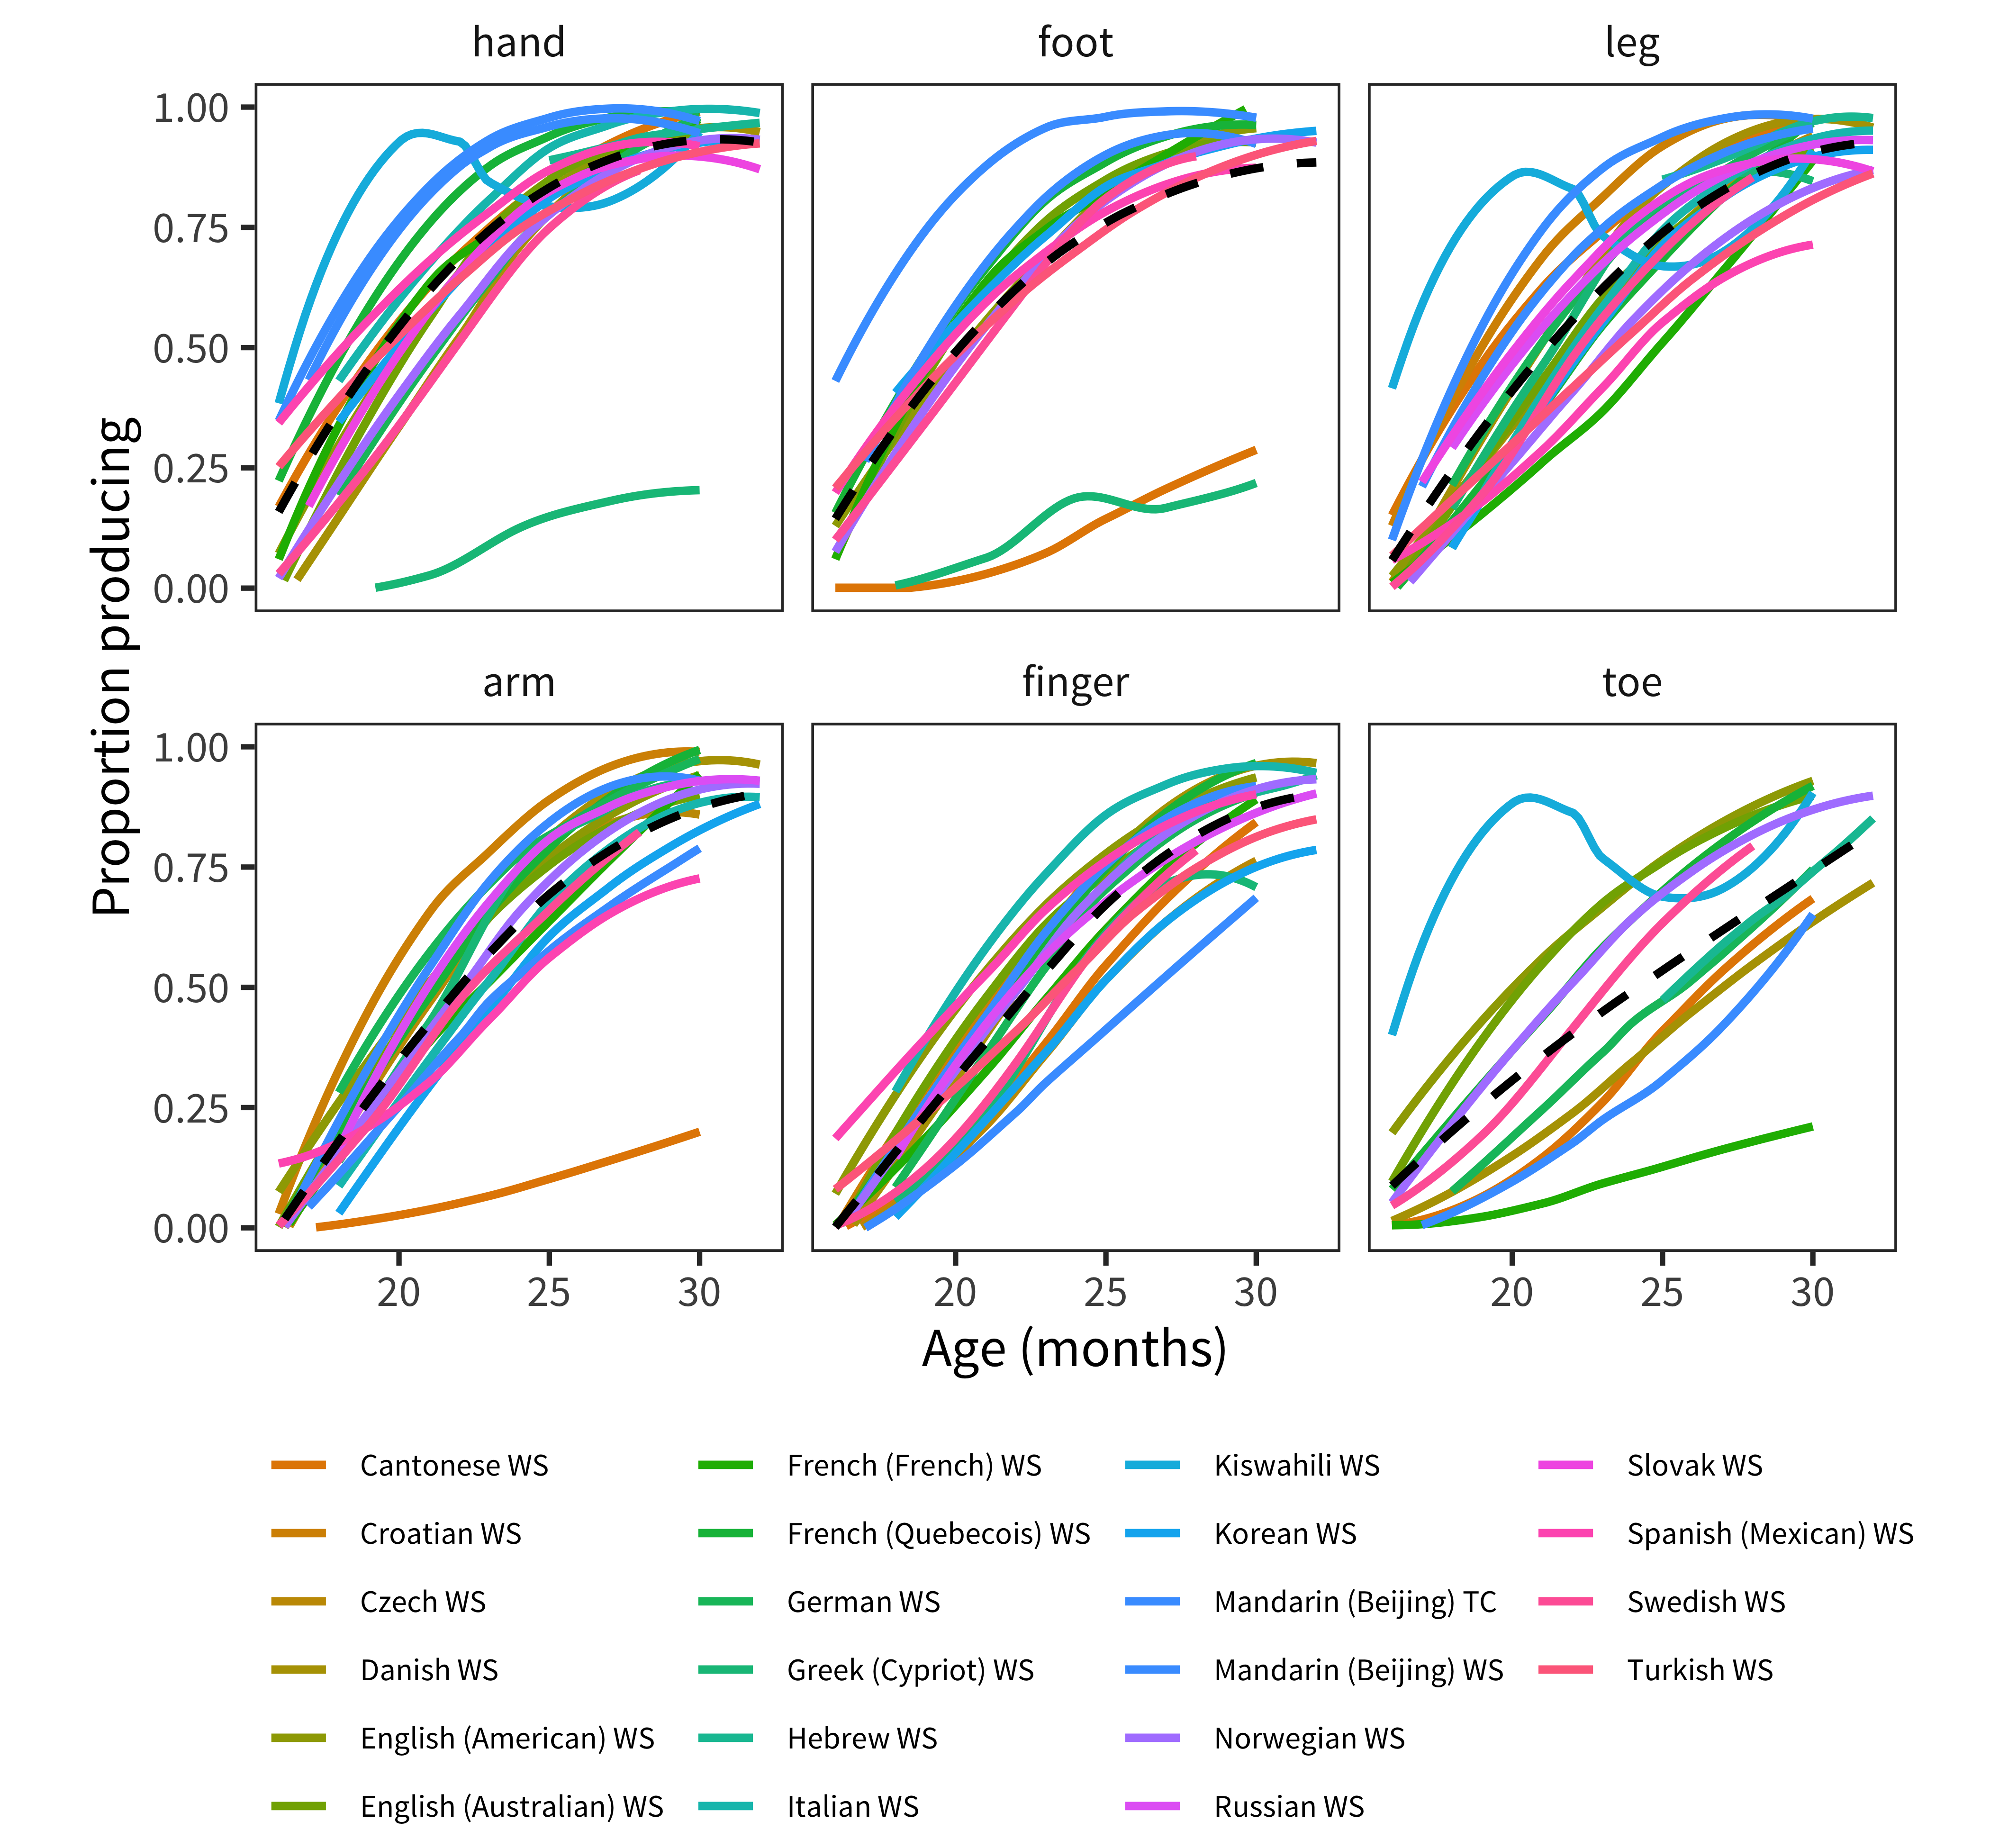 hand foot leg
1.00
0.75
0.50
0.25
0.00
Proportion producing
arm finger toe
1.00
0.75
0.50
0.25
0.00
20 25 30 20 25 30 20 25 30
Age (months)
Cantonese WS French (French) WS Kiswahili WS Slovak WS
Croatian WS French (Quebecois) WS Korean WS Spanish (Mexican) WS
Czech WS German WS Mandarin (Beijing) TC Swedish WS
Danish WS Greek (Cypriot) WS Mandarin (Beijing) WS Turkish WS
English (American) WS Hebrew WS Norwegian WS
English (Australian) WS Italian WS Russian WS